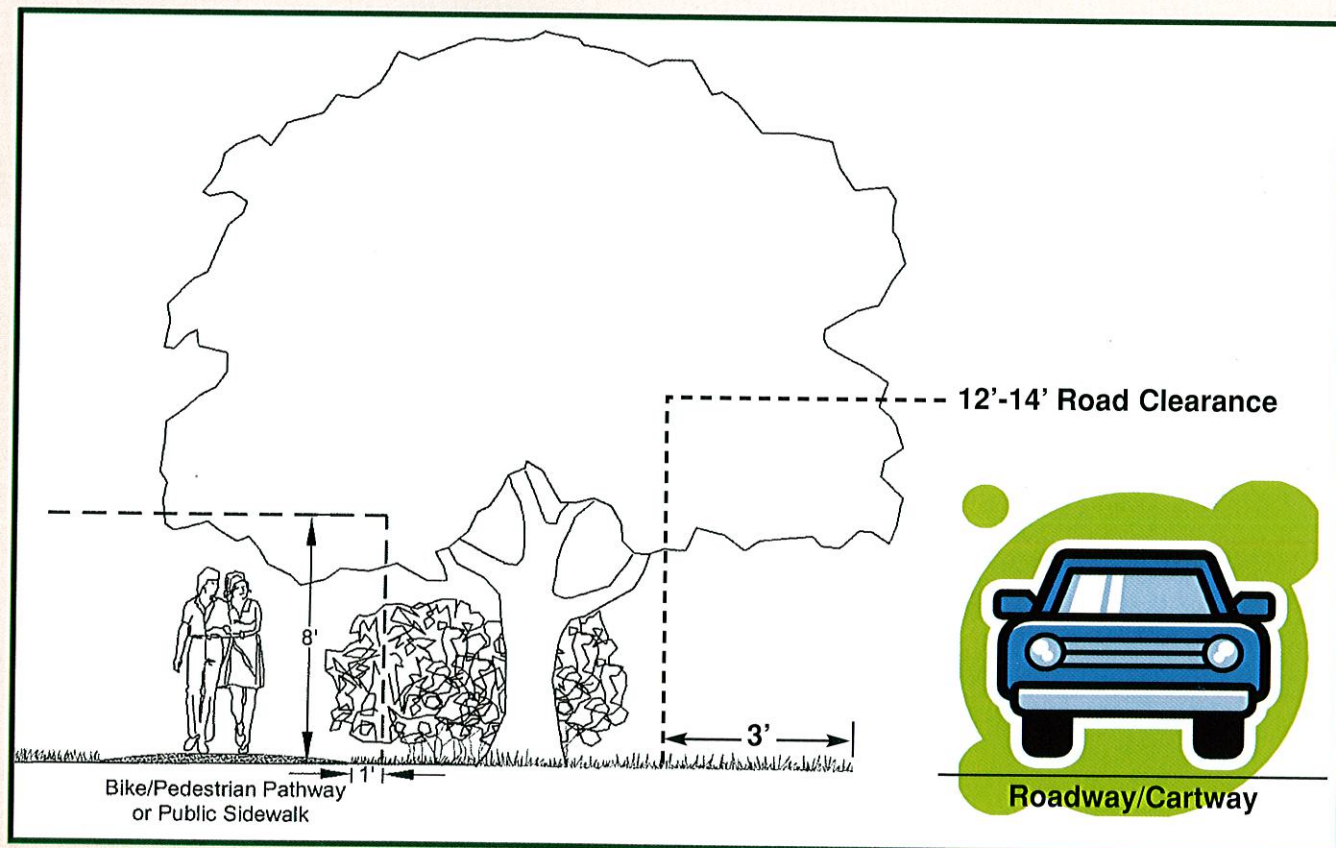 12'-14' Road Clearance
8'
3'
1'
Bike/Pedestrian Pathway
or Public Sidewalk
Roadway/Cartway